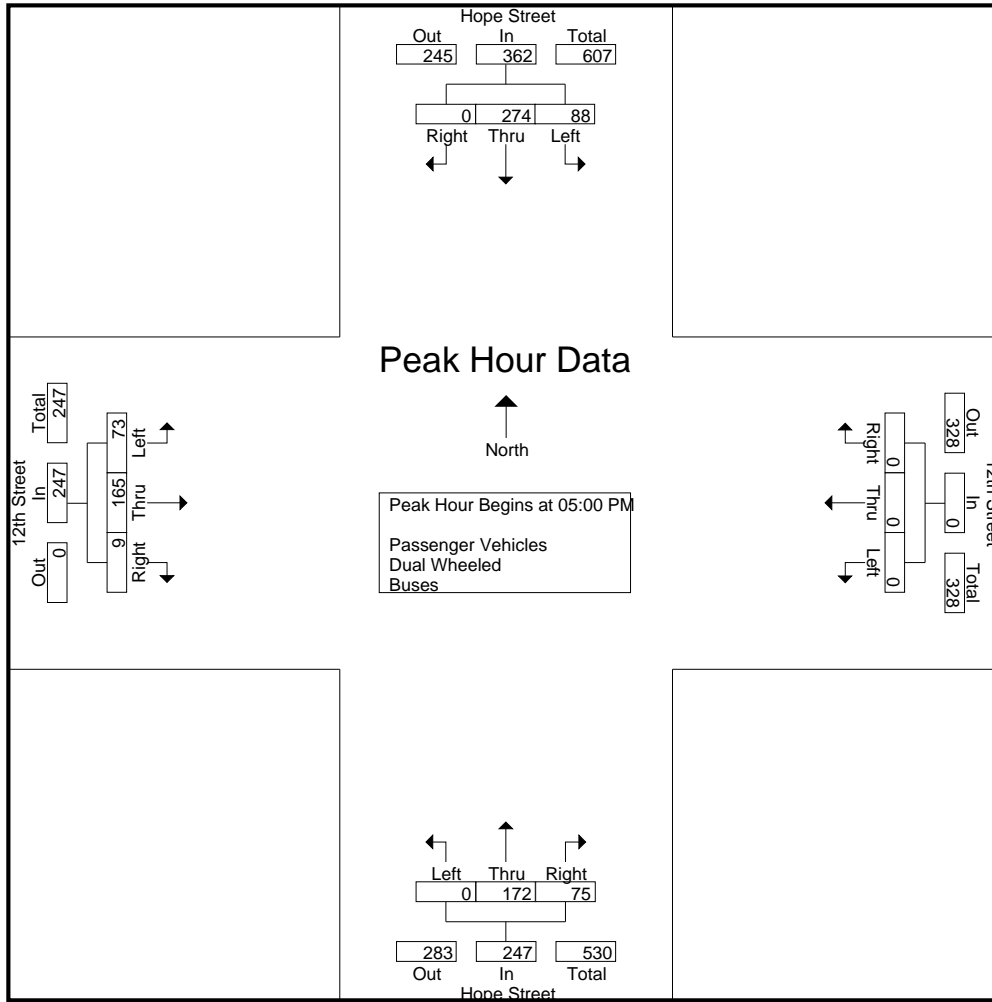 Hope Street
Out In Total
245 362 607
0 274 88
Right Thru Left
Peak Hour Data
North
Peak Hour Begins at 05:00 PM
Passenger Vehicles
Dual Wheeled
Buses
12th Street
Total In Out
247 247 0
73 165 9
Left Thru Right
12th Street
Out In Total
328 0 328
0 0 0
Right Thru Left
Left Thru Right
0 172 75
283 247 530
Out In Total
Hope Street